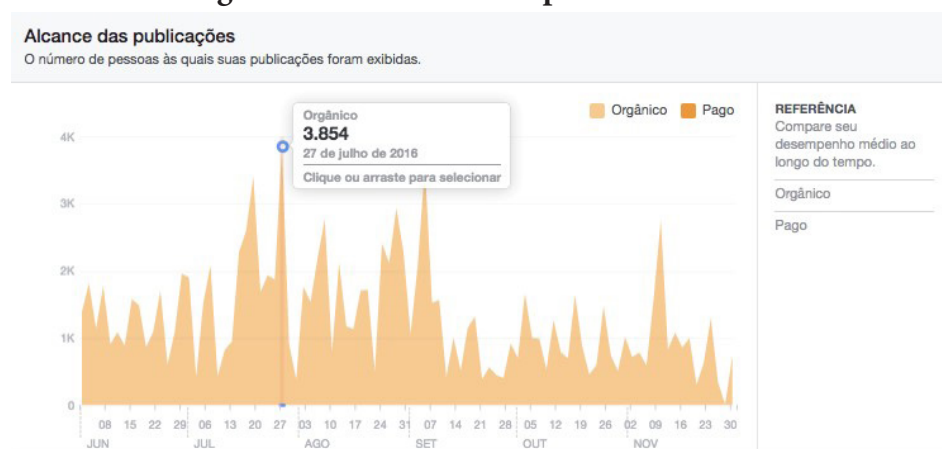 Alcance das publicações
O número de pessoas às quais suas publicações foram exibidas.
Orgânico
3.854
27 de julho de 2016
Clique ou arraste para selecionar
Orgânico Pago
REFERÊNCIA
Compare seu
desempenho médio ao
longo do tempo.
Orgânico
Pago
4K
3K
2K
1K
0
08 15 22 29 06 13 20 27 03 10 17 24 31 07 14 21 28 05 12 19 26 02 09 16 23 30
JUN JUL AGO SET OUT NOV